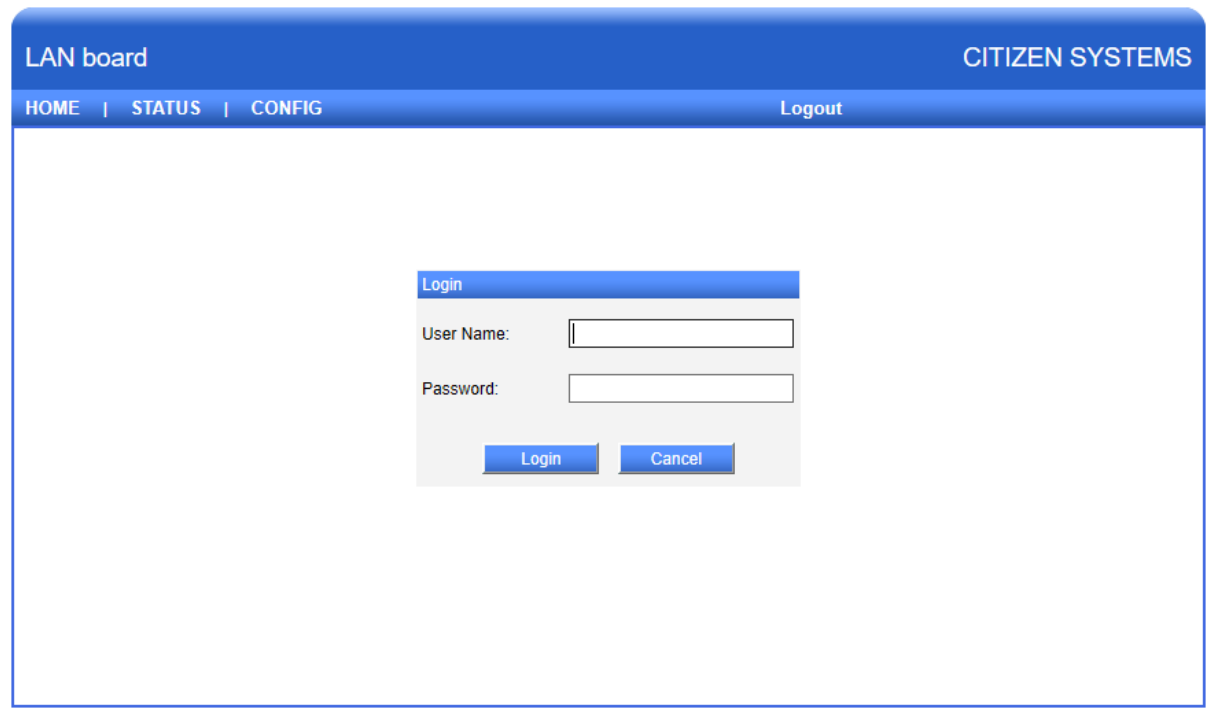 LAN board CITIZEN SYSTEMS
HOME | STATUS | CONFIG Logout
Login
User Name:
Password:
Login Cancel